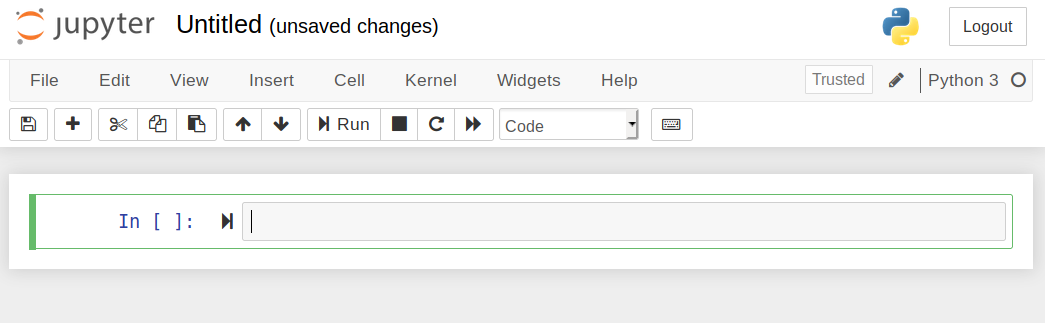 jupyter Untitled (unsaved changes) Logout
File Edit View Insert Cell Kernel Widgets Help Trusted Python 3
Run Code
In [ ]: